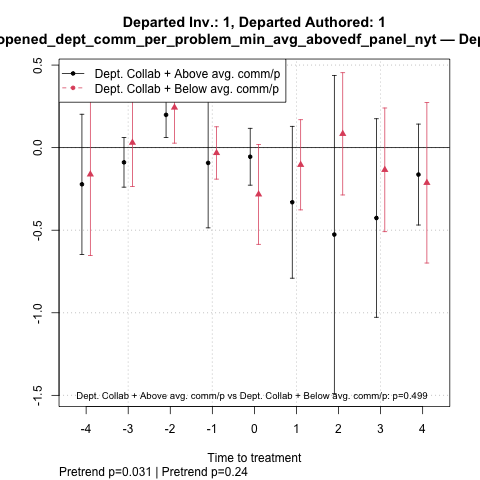 Departed Inv.: 1, Departed Authored: 1
opened_dept_comm_per_problem_min_avg_abovedf_panel_nyt — Dep
Dept. Collab + Above avg. comm/p
Dept. Collab + Below avg. comm/p
0.5
0.0
-0.5
-1.0
-1.5
Dept. Collab + Above avg. comm/p vs Dept. Collab + Below avg. comm/p: p=0.499
-4 -3 -2 -1 0 1 2 3 4
Time to treatment
Pretrend p=0.031 | Pretrend p=0.24